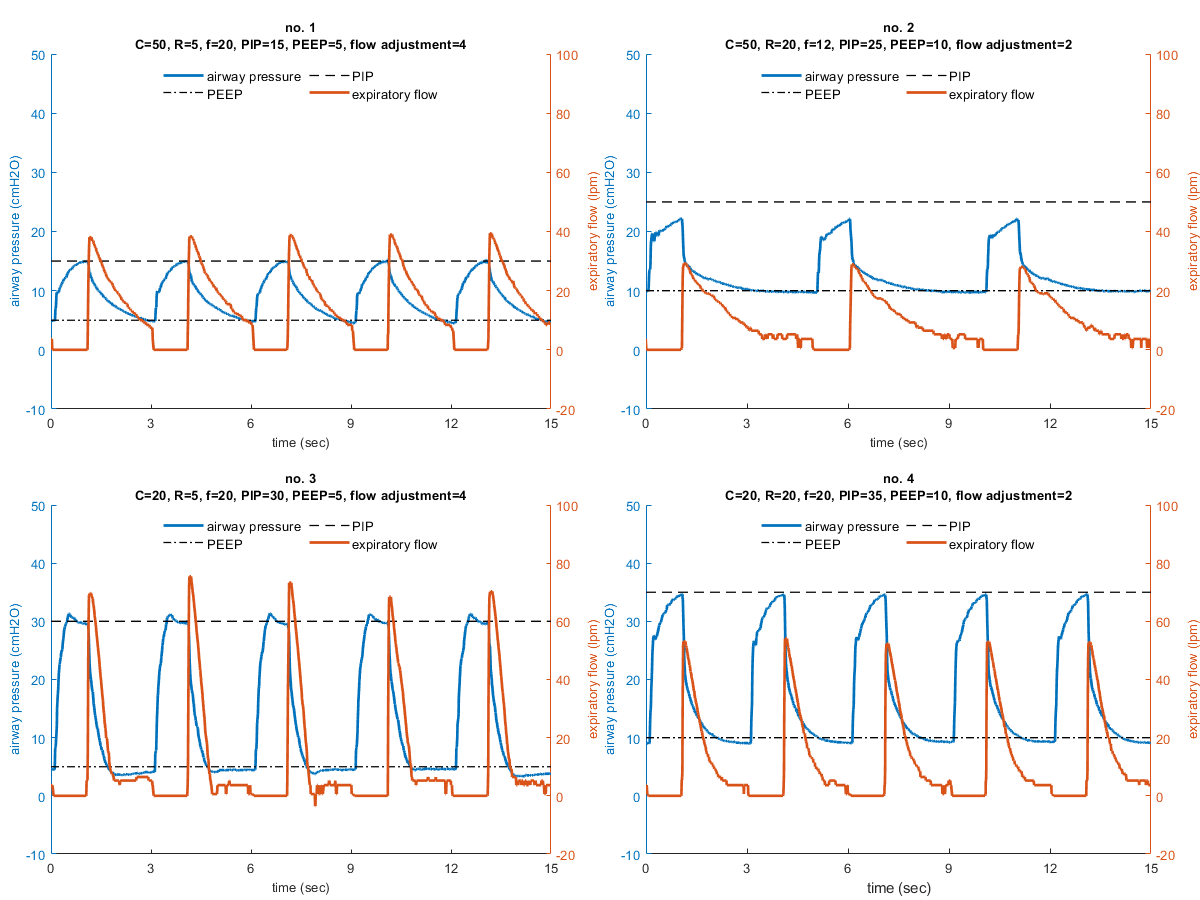 no. 1
C=50, R=5, f=20, PIP=15, PEEP=5, flow adjustment=4
airway pressure
PIP
PEEP
expiratory flow
50
40
30
20
10
0
-10
airway pressure (cmH2O)
100
80
60
40
20
0
-20
expiratory flow (lpm)
0 3 6 9 12 15
time (sec)
no. 2
C=50, R=20, f=12, PIP=25, PEEP=10, flow adjustment=2
airway pressure
PIP
PEEP
expiratory flow
50
40
30
20
10
0
-10
airway pressure (cmH2O)
100
80
60
40
20
0
-20
expiratory flow (lpm)
0 3 6 9 12 15
time (sec)
no. 3
C=20, R=5, f=20, PIP=30, PEEP=5, flow adjustment=4
airway pressure
PIP
PEEP
expiratory flow
50
40
30
20
10
0
-10
airway pressure (cmH2O)
100
80
60
40
20
0
-20
expiratory flow (lpm)
0 3 6 9 12 15
time (sec)
no. 4
C=20, R=20, f=20, PIP=35, PEEP=10, flow adjustment=2
airway pressure
PIP
PEEP
expiratory flow
50
40
30
20
10
0
-10
airway pressure (cmH2O)
100
80
60
40
20
0
-20
expiratory flow (lpm)
0 3 6 9 12 15
time (sec)